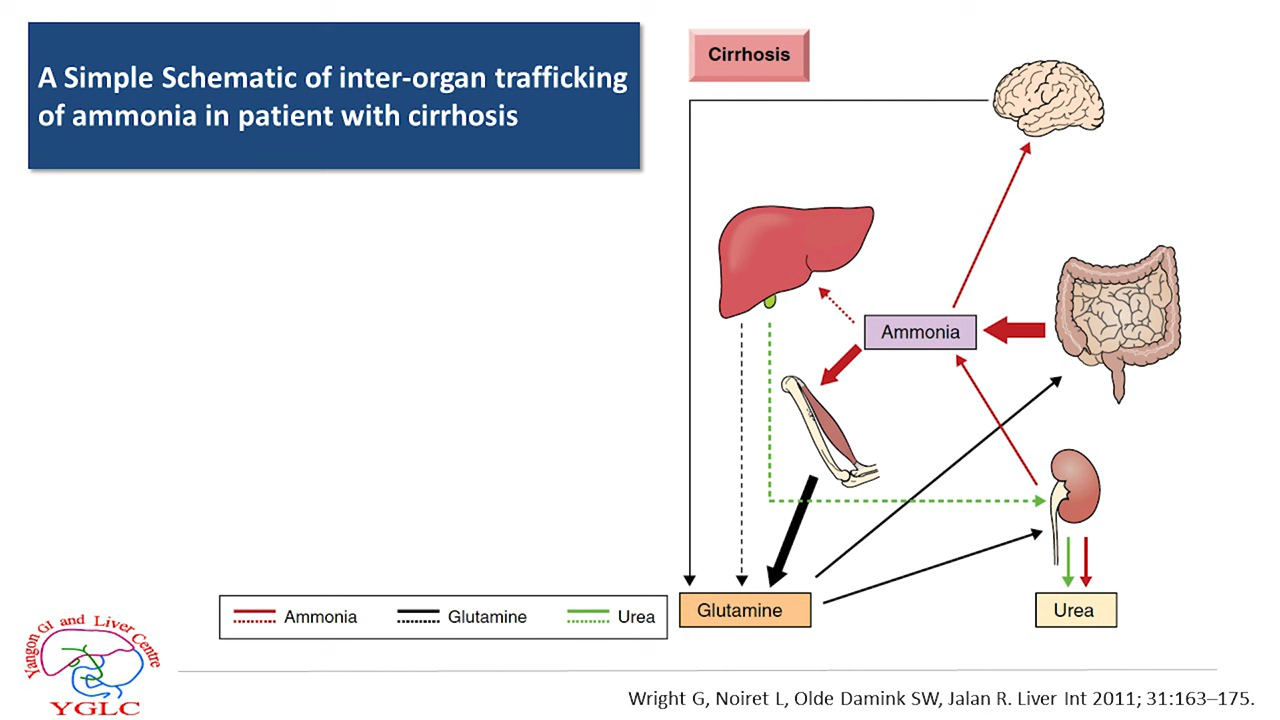 A Simple Schematic of inter-organ trafficking
of ammonia in patient with cirrhosis
Cirrhosis
Ammonia
Glutamine
Urea
Ammonia
Glutamine
Urea
Yangon GI and Liver Centre
YGLC
Wright G, Noiret L, Olde Damink SW, Jalan R. Liver Int 2011; 31:163–175.